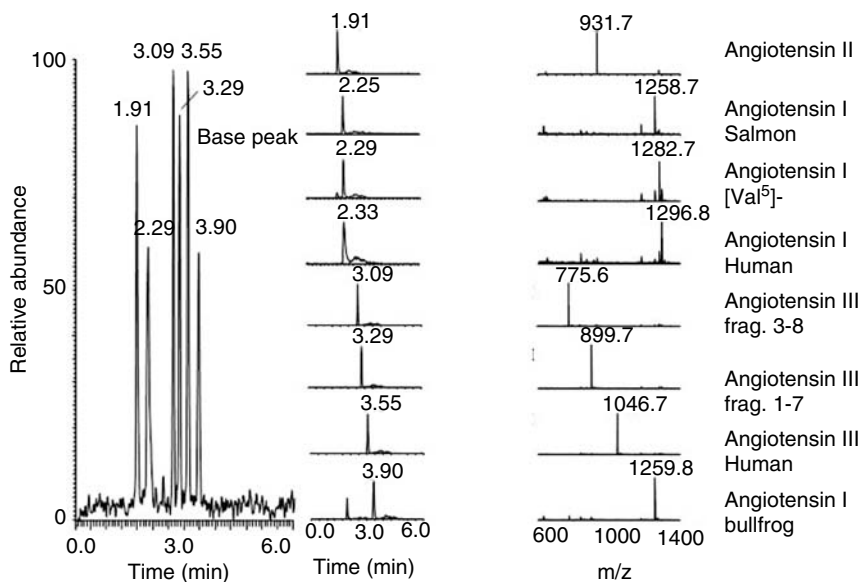 Relative abundance
100
50
0
1.91
2.29
3.09 3.55
3.29
Base peak
3.90
0.0 3.0 6.0
Time (min)
1.91
2.25
2.29
2.33
3.09
3.29
3.55
3.90
0.0 3.0 6.0
Time (min)
931.7
1258.7
1282.7
1296.8
775.6
899.7
1046.7
1259.8
600 1000 1400
m/z
Angiotensin II
Angiotensin I
Salmon
Angiotensin I
[Val⁵]-
Angiotensin I
Human
Angiotensin III
frag. 3-8
Angiotensin III
frag. 1-7
Angiotensin III
Human
Angiotensin I
bullfrog